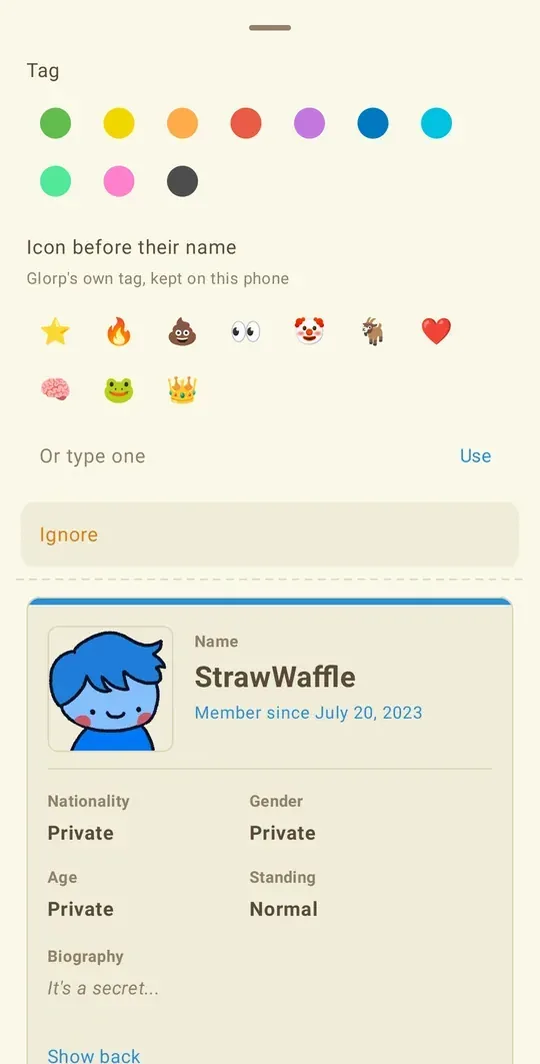 Tag
Icon before their name
Glorp's own tag, kept on this phone
Or type one
Use
Ignore
Name
StrawWaffle
Member since July 20, 2023
Nationality
Gender
Private
Private
Age
Standing
Private
Normal
Biography
It's a secret...
Show back